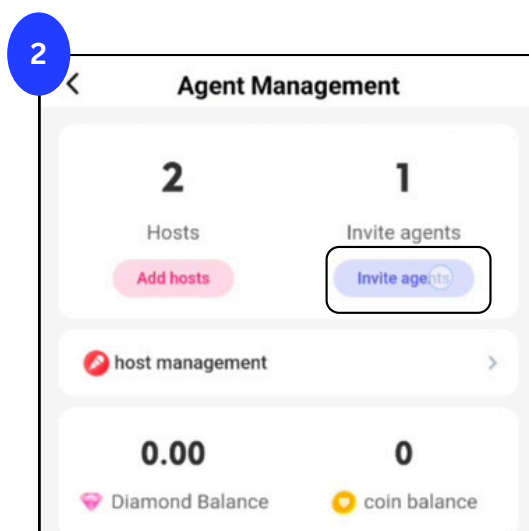 2
Agent Management
2 1
Hosts Invite agents
Add hosts Invite agents
host management
0.00 0
Diamond Balance coin balance